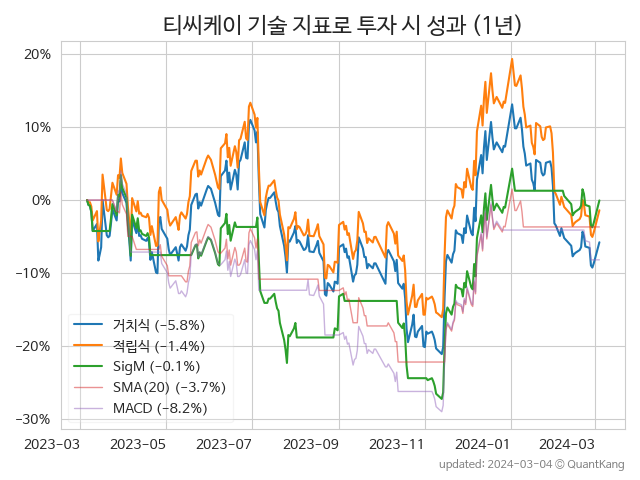 티씨케이 기술 지표로 투자 시 성과 (1년)
20%
10%
0%
−10%
−20%
−30%
거치식 (−5.8%)
적립식 (−1.4%)
SigM (−0.1%)
SMA(20) (−3.7%)
MACD (−8.2%)
2023−03
2023−05
2023−07
2023−09
2023−11
2024−01
2024−03
updated: 2024−03−04 ⓒ QuantKang